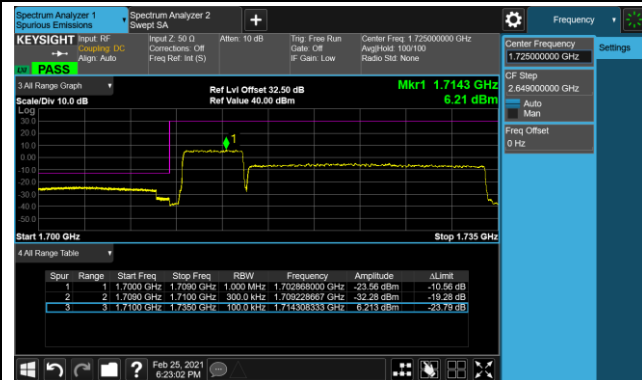 Spectrum Analyzer 1
Spurious Emissions
Spectrum Analyzer 2
Swept SA
+
Frequency
KEYSIGHT
Input: RF
Coupling: DC
Align: Auto
Input Z: 50 Ω
Corrections: Off
Freq Ref: Int (S)
Atten: 10 dB
Trig: Free Run
Gate: Off
IF Gain: Low
Center Freq: 1.725000000 GHz
Avg|Hold: 100/100
Radio Std: None
LNI
PASS
Center Frequency
1.725000000 GHz
Settings
CF Step
2.649000000 GHz
Auto
Man
Freq Offset
0 Hz
3 All Range Graph
Scale/Div 10.0 dB
Ref Lvl Offset 32.50 dB
Ref Value 40.00 dBm
Mkr1 1.7143 GHz
6.21 dBm
Log
30.0
20.0
10.0
0.00
-10.0
-20.0
-30.0
-40.0
-50.0
1
Start 1.700 GHz
Stop 1.735 GHz
4 All Range Table
Spur Range Start Freq Stop Freq RBW Frequency Amplitude ΔLimit
1 1 1.7000 GHz 1.7090 GHz 1.000 MHz 1.702868000 GHz -23.56 dBm -10.56 dB
2 2 1.7090 GHz 1.7100 GHz 300.0 kHz 1.709228667 GHz -32.28 dBm -19.28 dB
3 3 1.7100 GHz 1.7350 GHz 100.0 kHz 1.714308333 GHz 6.213 dBm -23.79 dB
?
Feb 25, 2021
6:23:02 PM